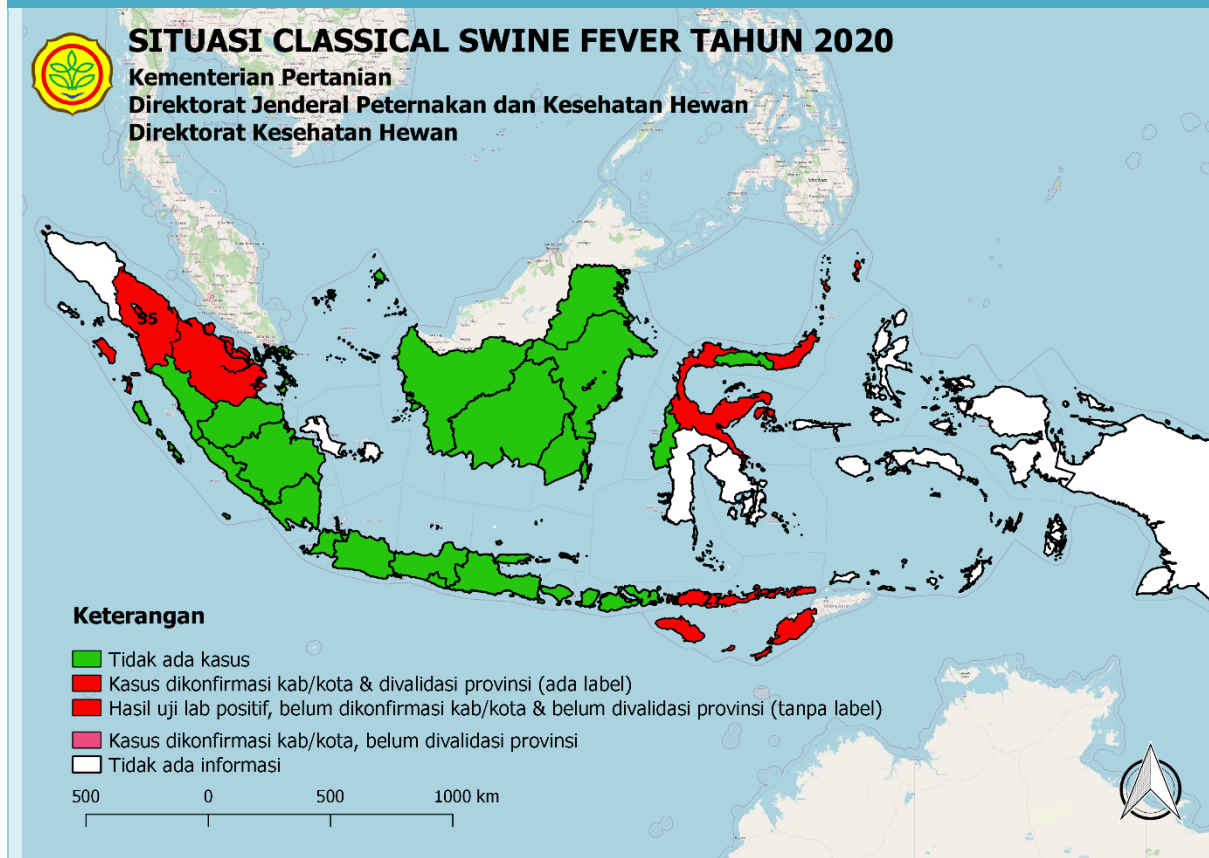 SITUASI CLASSICAL SWINE FEVER TAHUN 2020
Kementerian Pertanian
Direktorat Jenderal Peternakan dan Kesehatan Hewan
Direktorat Kesehatan Hewan
35
21
Keterangan
Tidak ada kasus
Kasus dikonfirmasi kab/kota & divalidasi provinsi (ada label)
Hasil uji lab positif, belum dikonfirmasi kab/kota & belum divalidasi provinsi (tanpa label)
Kasus dikonfirmasi kab/kota, belum divalidasi provinsi
Tidak ada informasi
500 0 500 1000 km